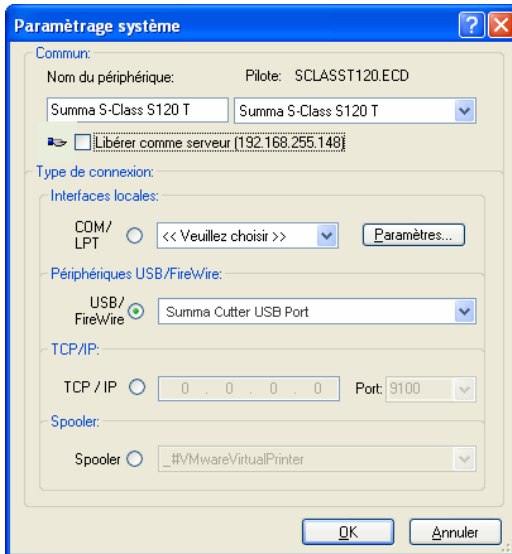 Paramètrage système
Commun:
Nom du périphérique: Pilote: SCLASST120.ECD
Summa S-Class S120 T Summa S-Class S120 T
Libérer comme serveur (192.168.255.148)
Type de connexion:
Interfaces locales:
COM/
LPT << Veuillez choisir >> Paramètres...
Périphériques USB/FireWire:
USB/
FireWire Summa Cutter USB Port
TCP/IP:
TCP / IP 0 . 0 . 0 . 0 Port: 9100
Spooler:
Spooler _#VMwareVirtualPrinter
OK Annuler